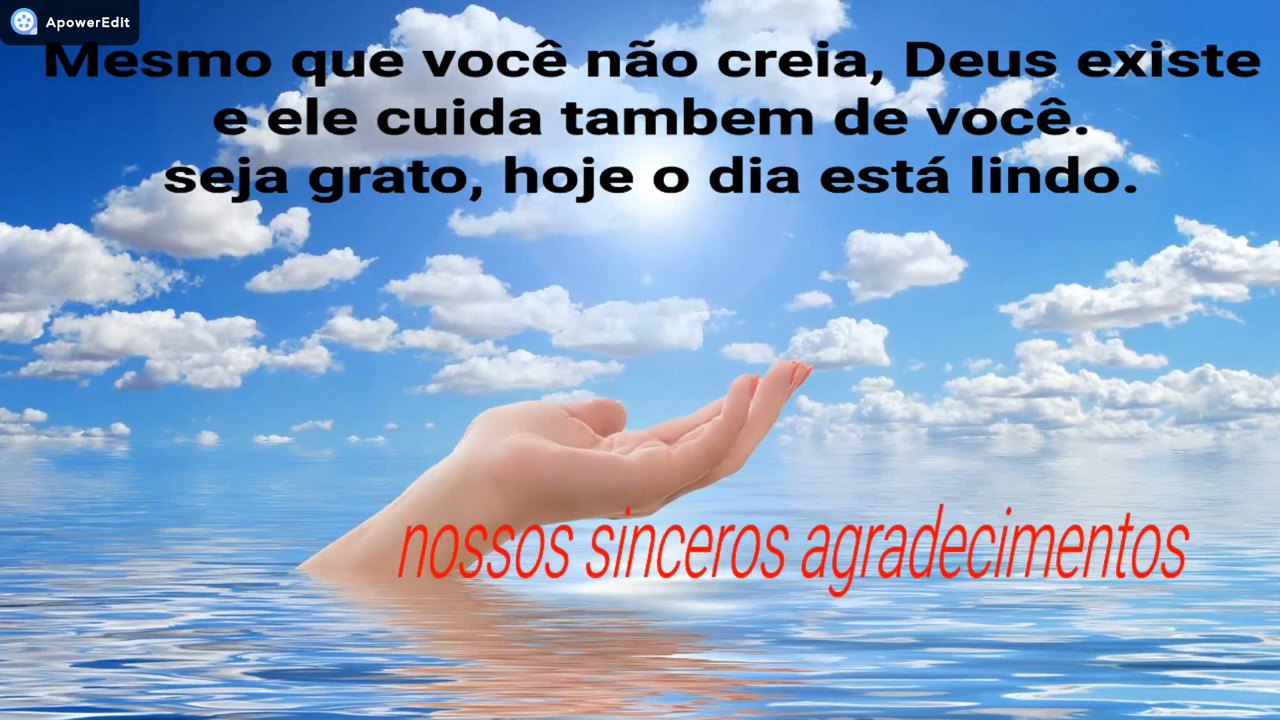 ApowerEdit
Mesmo que você não creia, Deus existe
e ele cuida tambem de você.
seja grato, hoje o dia está lindo.
nossos sinceros agradecimentos